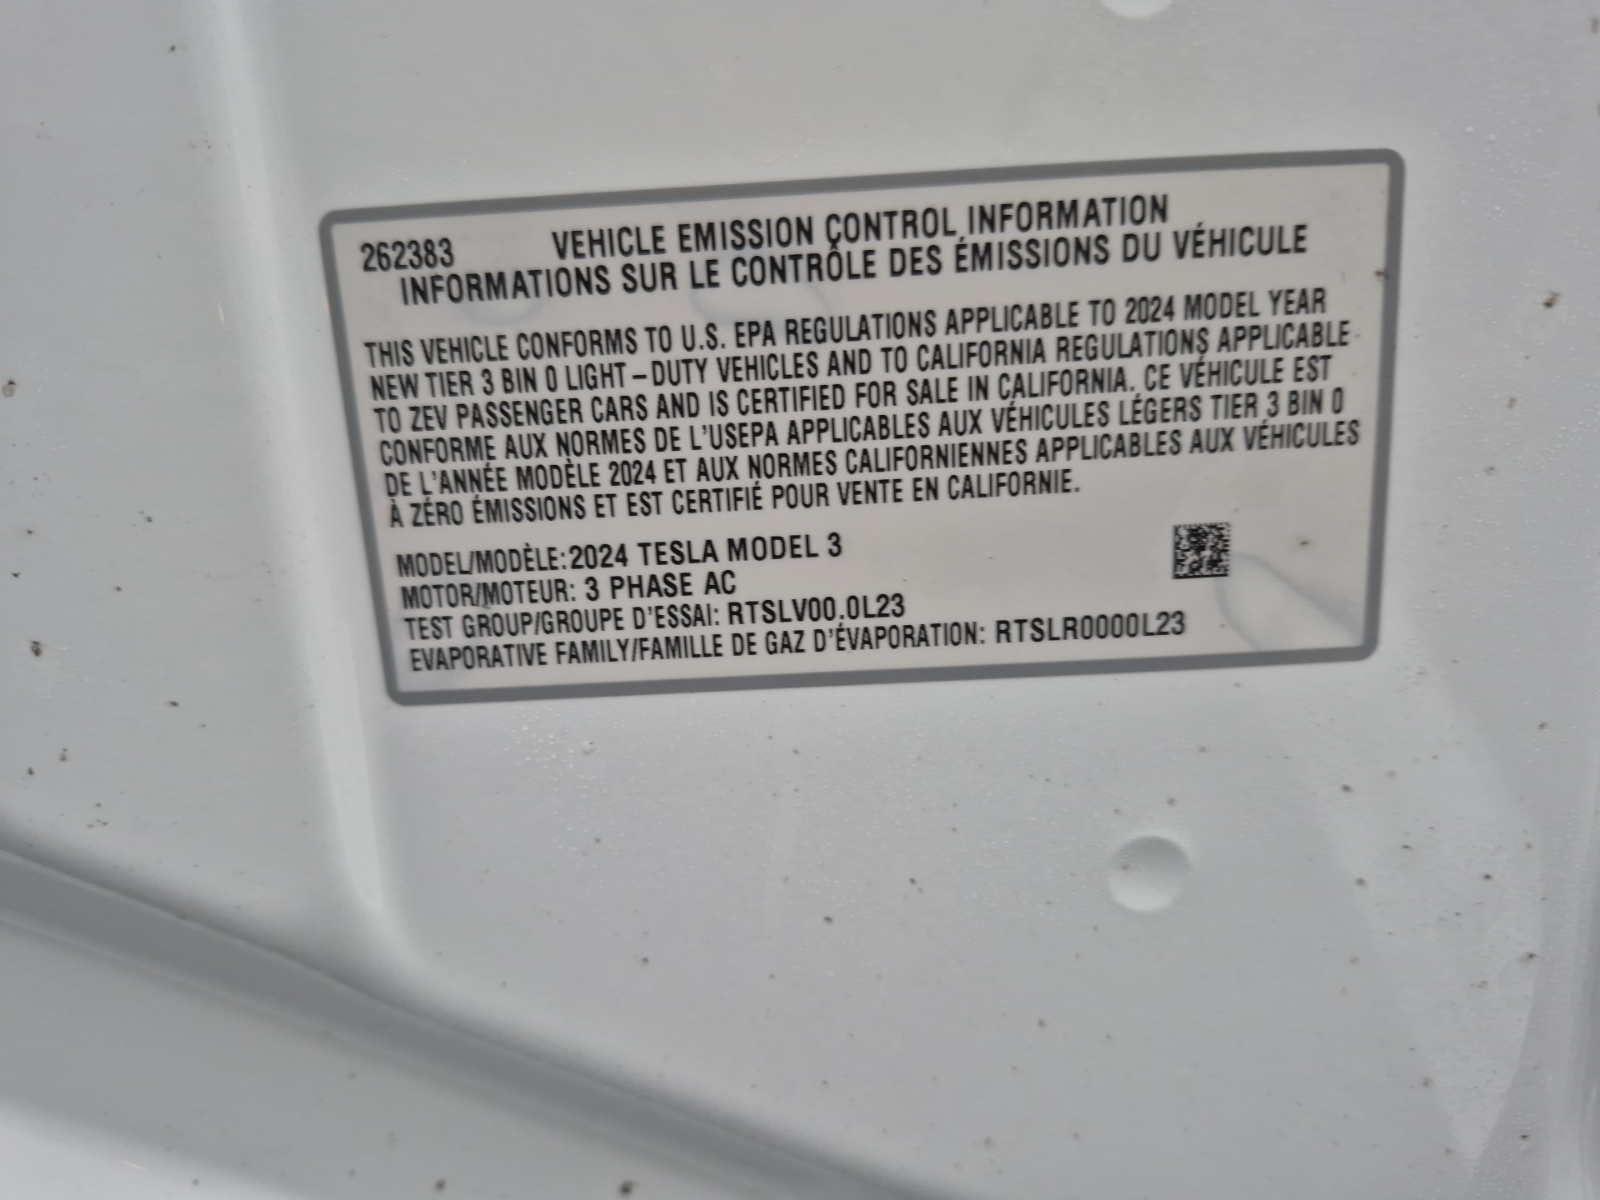 262383 VEHICLE EMISSION CONTROL INFORMATION
INFORMATIONS SUR LE CONTRÔLE DES ÉMISSIONS DU VÉHICULE
THIS VEHICLE CONFORMS TO U.S. EPA REGULATIONS APPLICABLE TO 2024 MODEL YEAR
NEW TIER 3 BIN 0 LIGHT–DUTY VEHICLES AND TO CALIFORNIA REGULATIONS APPLICABLE
TO ZEV PASSENGER CARS AND IS CERTIFIED FOR SALE IN CALIFORNIA. CE VÉHICULE EST
CONFORME AUX NORMES DE L'USEPA APPLICABLES AUX VÉHICULES LÉGERS TIER 3 BIN 0
DE L'ANNÉE MODÈLE 2024 ET AUX NORMES CALIFORNIENNES APPLICABLES AUX VÉHICULES
À ZÉRO ÉMISSIONS ET EST CERTIFIÉ POUR VENTE EN CALIFORNIE.
MODEL/MODÈLE:2024 TESLA MODEL 3
MOTOR/MOTEUR: 3 PHASE AC
TEST GROUP/GROUPE D'ESSAI: RTSLV00.0L23
EVAPORATIVE FAMILY/FAMILLE DE GAZ D'ÉVAPORATION: RTSLR0000L23